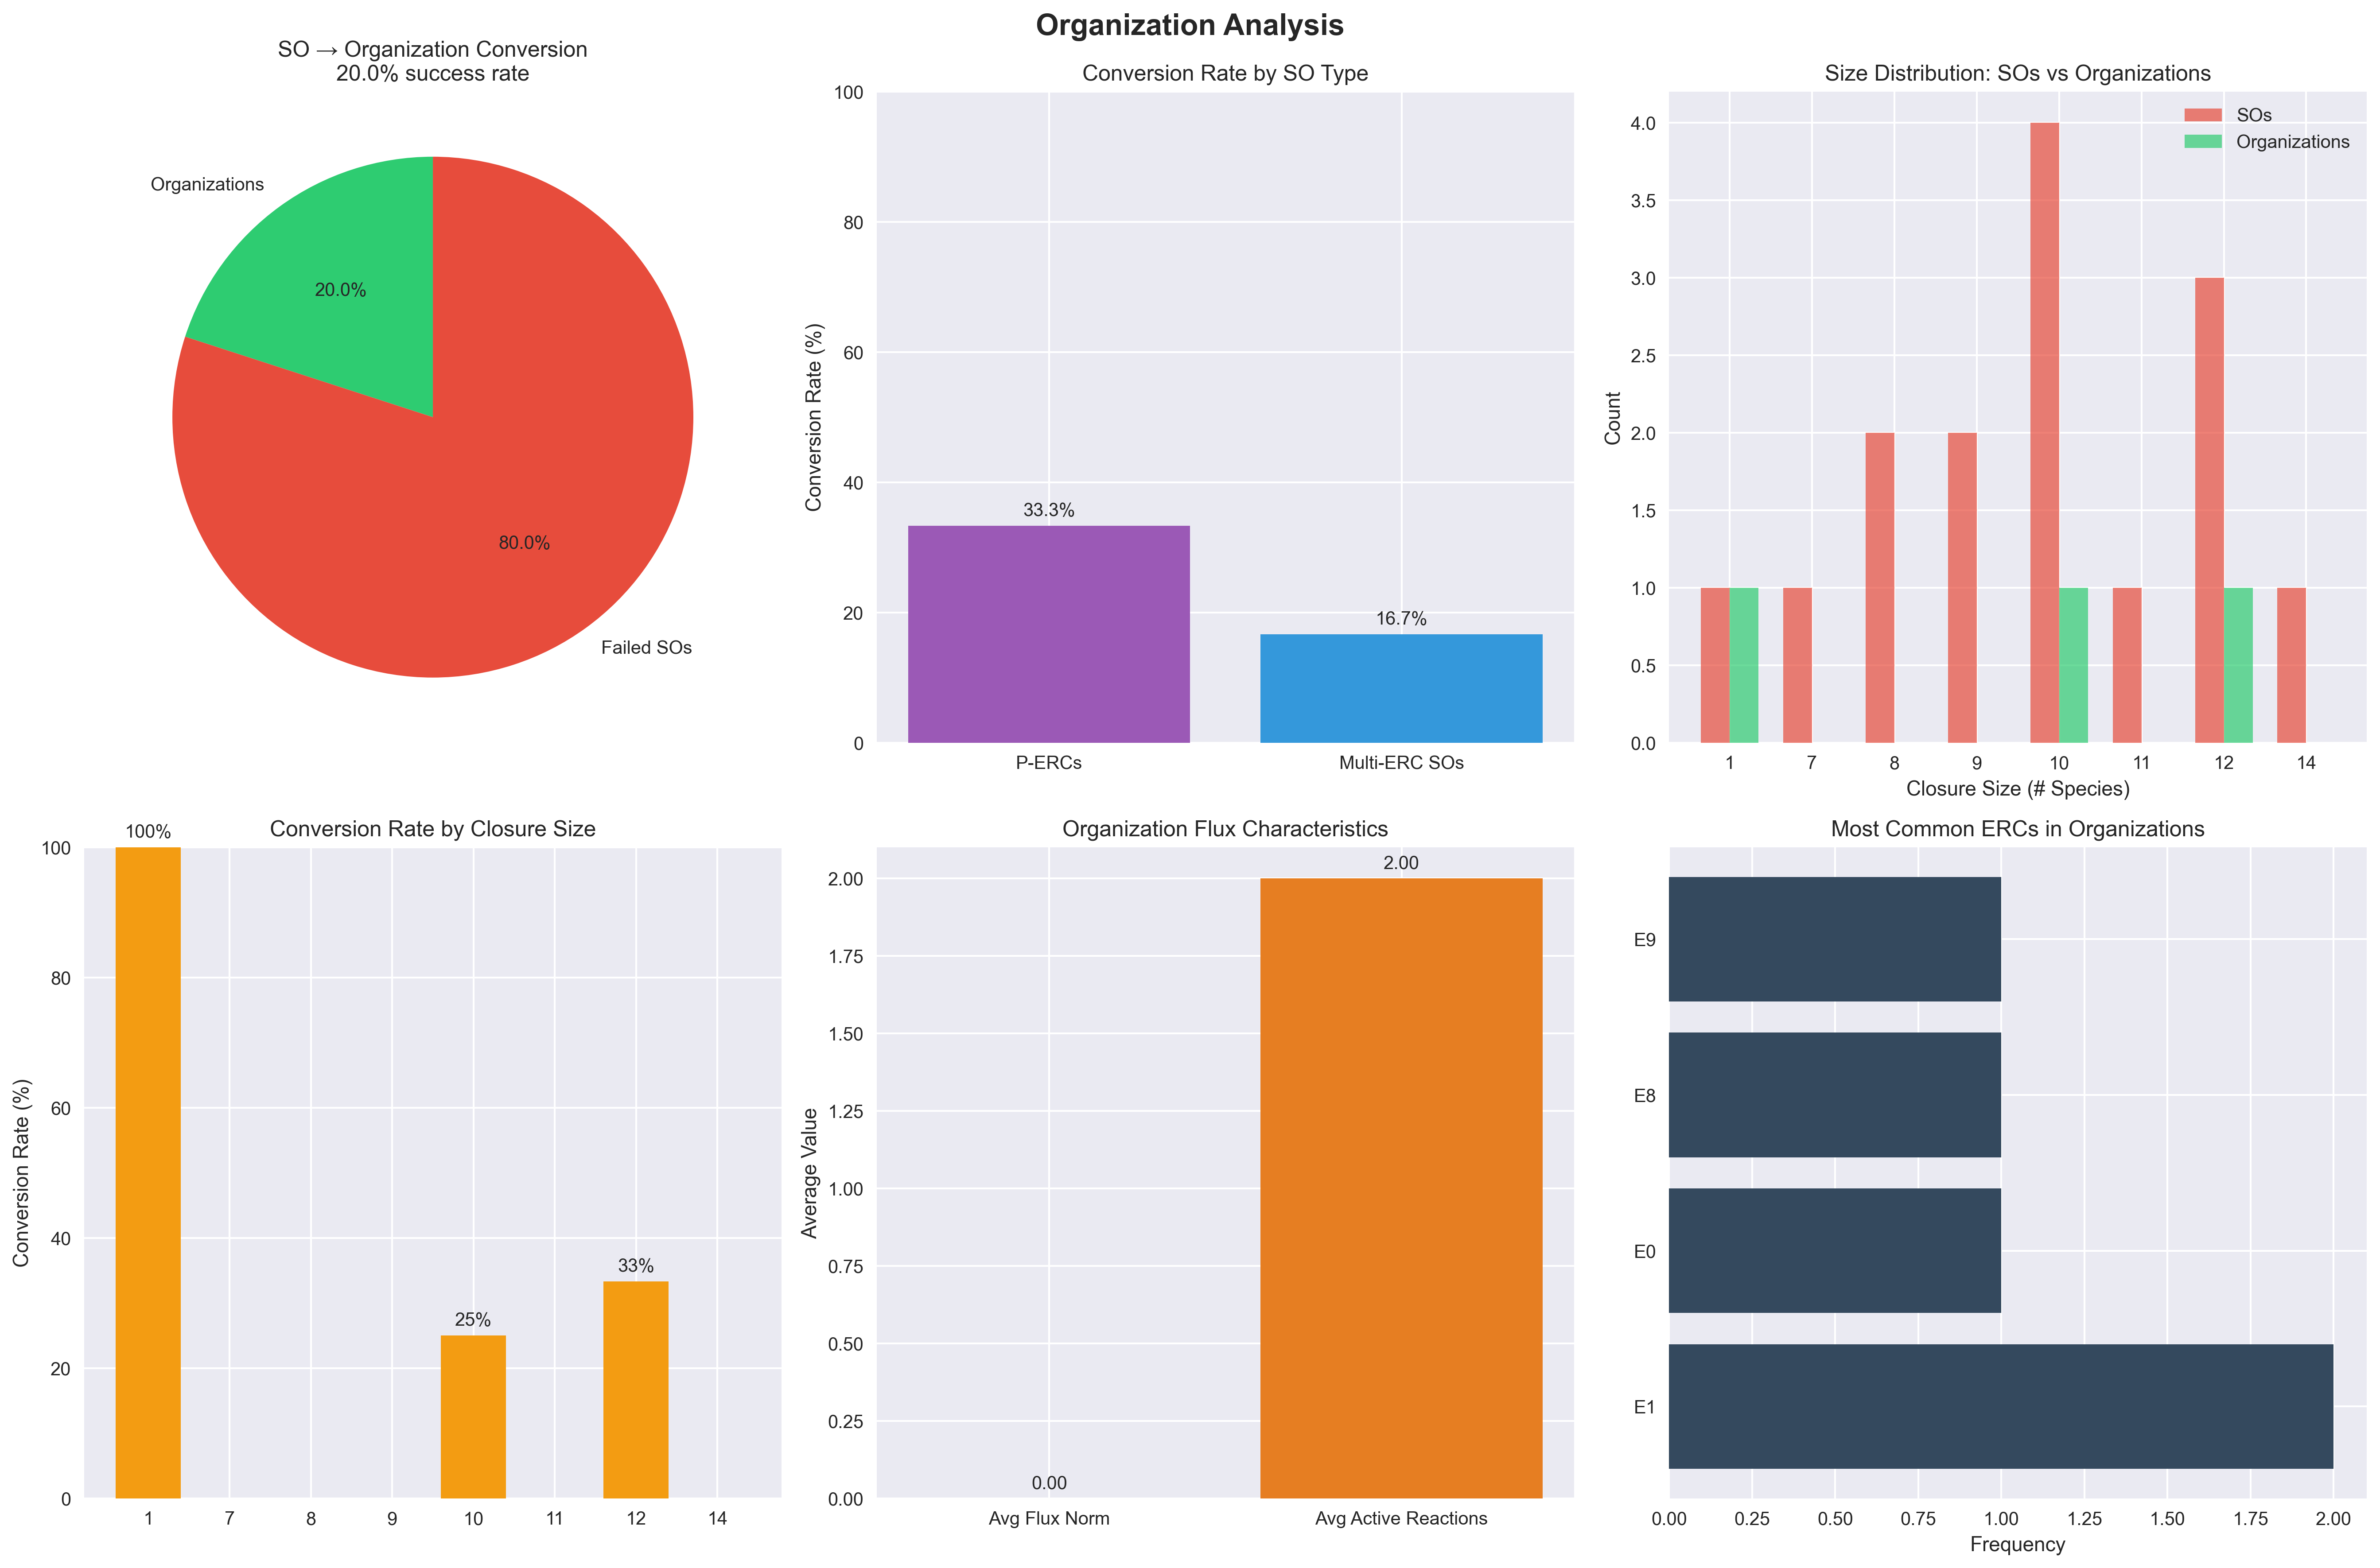 Organization Analysis
SO → Organization Conversion
20.0% success rate
Organizations
20.0%
80.0%
Failed SOs
Conversion Rate by SO Type
Conversion Rate (%)
100
80
60
40
20
0
33.3%
16.7%
P-ERCs
Multi-ERC SOs
Size Distribution: SOs vs Organizations
SOs
Organizations
Count
4.0
3.5
3.0
2.5
2.0
1.5
1.0
0.5
0.0
1 7 8 9 10 11 12 14
Closure Size (# Species)
Conversion Rate by Closure Size
Conversion Rate (%)
100
80
60
40
20
0
100%
25%
33%
1 7 8 9 10 11 12 14
Organization Flux Characteristics
Average Value
2.00
1.75
1.50
1.25
1.00
0.75
0.50
0.25
0.00
0.00
2.00
Avg Flux Norm
Avg Active Reactions
Most Common ERCs in Organizations
E9
E8
E0
E1
0.00 0.25 0.50 0.75 1.00 1.25 1.50 1.75 2.00
Frequency